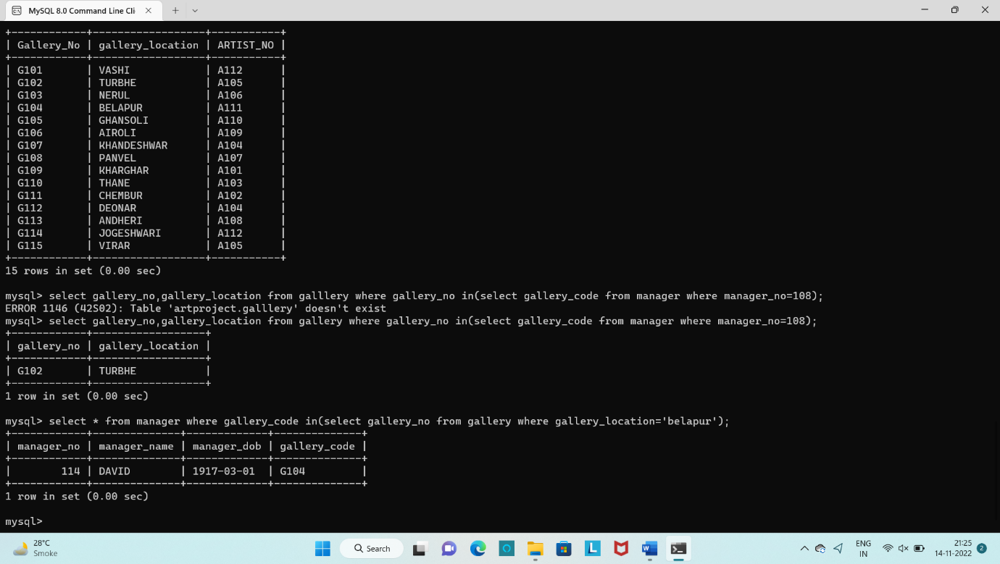 MySQL 8.0 Command Line Cli
+------------+------------------+-----------+
| Gallery_No | gallery_location | ARTIST_NO |
+------------+------------------+-----------+
| G101       | VASHI            | A112      |
| G102       | TURBHE           | A105      |
| G103       | NERUL            | A106      |
| G104       | BELAPUR          | A111      |
| G105       | GHANSOLI         | A110      |
| G106       | AIROLI           | A109      |
| G107       | KHANDESHWAR      | A104      |
| G108       | PANVEL           | A107      |
| G109       | KHARGHAR         | A101      |
| G110       | THANE            | A103      |
| G111       | CHEMBUR          | A102      |
| G112       | DEONAR           | A104      |
| G113       | ANDHERI          | A108      |
| G114       | JOGESHWARI       | A112      |
| G115       | VIRAR            | A105      |
+------------+------------------+-----------+
15 rows in set (0.00 sec)
mysql> select gallery_no,gallery_location from galllery where gallery_no in(select gallery_code from manager where manager_no=108);
ERROR 1146 (42S02): Table 'artproject.galllery' doesn't exist
mysql> select gallery_no,gallery_location from gallery where gallery_no in(select gallery_code from manager where manager_no=108);
+------------+------------------+
| gallery_no | gallery_location |
+------------+------------------+
| G102       | TURBHE           |
+------------+------------------+
1 row in set (0.00 sec)
mysql> select * from manager where gallery_code in(select gallery_no from gallery where gallery_location='belapur');
+------------+--------------+-------------+--------------+
| manager_no | manager_name | manager_dob | gallery_code |
+------------+--------------+-------------+--------------+
|        114 | DAVID        | 1917-03-01  | G104         |
+------------+--------------+-------------+--------------+
1 row in set (0.00 sec)
mysql>
28°C
Smoke
Search
ENG
IN
21:25
14-11-2022
2